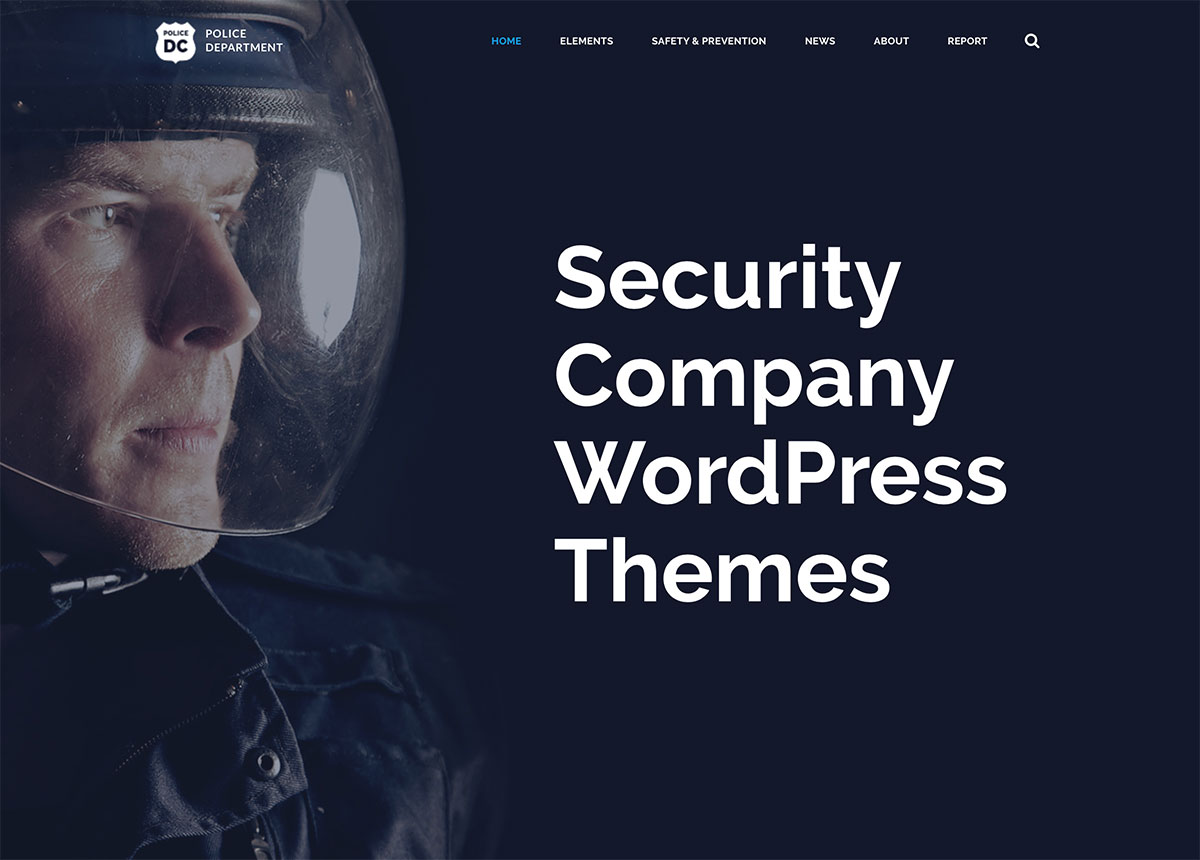 POLICE
DC
POLICE
DEPARTMENT
HOME ELEMENTS SAFETY & PREVENTION NEWS ABOUT REPORT
Security
Company
WordPress
Themes